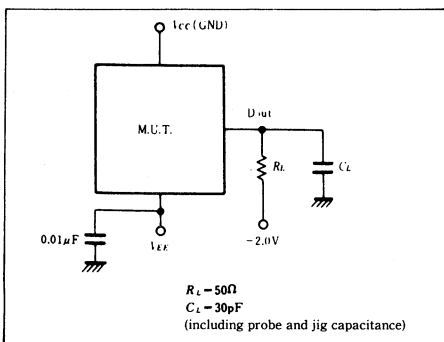 VCC (GND)
Dout
M.U.T.
RL
CL
0.01μF
VEE
−2.0V
RL=50Ω
CL=30pF
(including probe and jig capacitance)